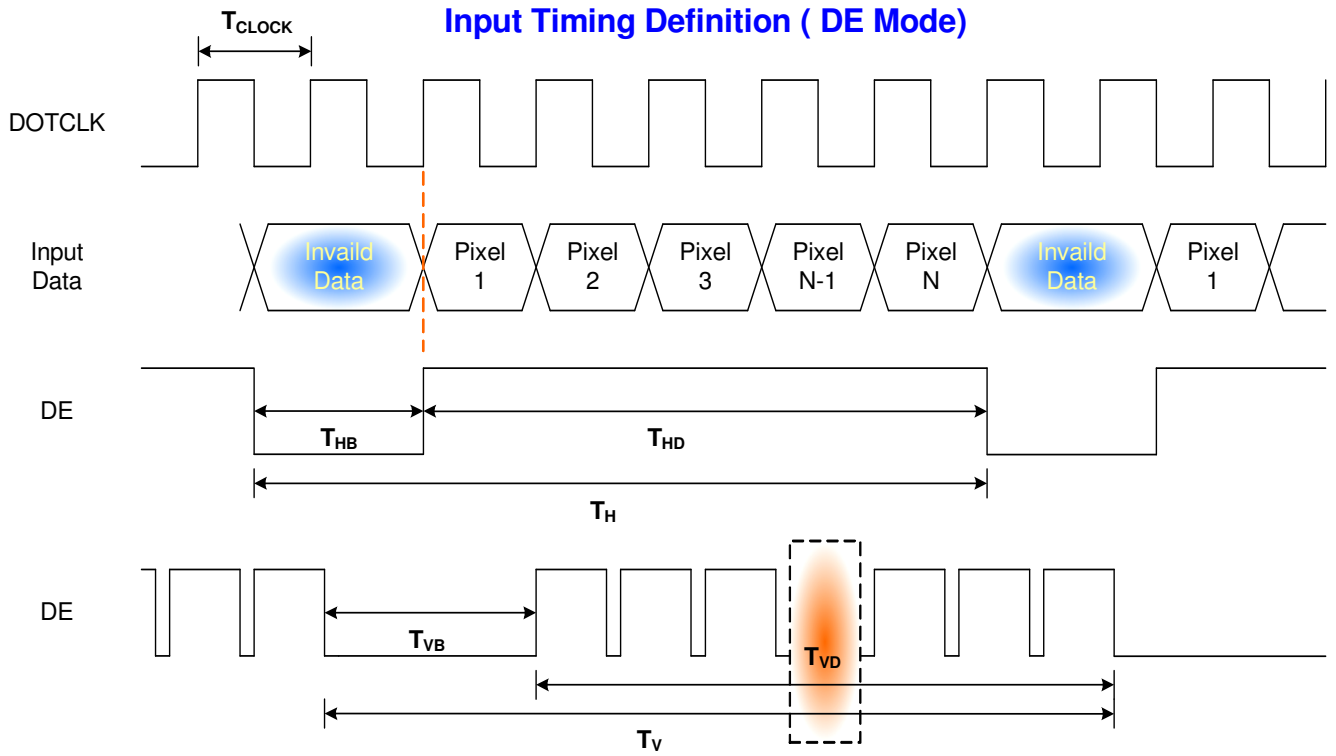 Input Timing Definition ( DE Mode)
TCLOCK
DOTCLK
Input
Data
Invaild
Data
Pixel
1
Pixel
2
Pixel
3
Pixel
N-1
Pixel
N
Invaild
Data
Pixel
1
DE
THB
THD
TH
DE
TVB
TVD
TV